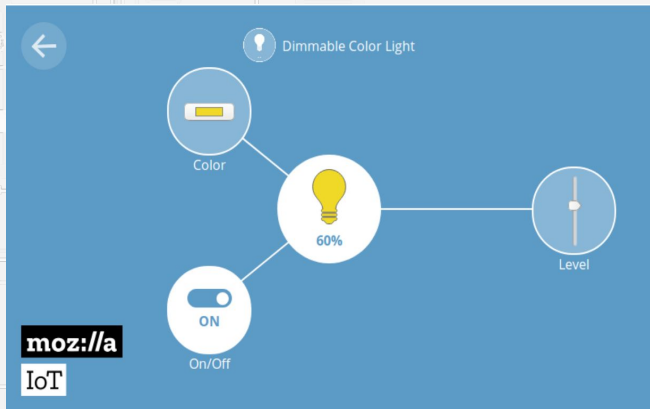 Dimmable Color Light
Color
60%
Level
ON
On/Off
moz://a
IoT